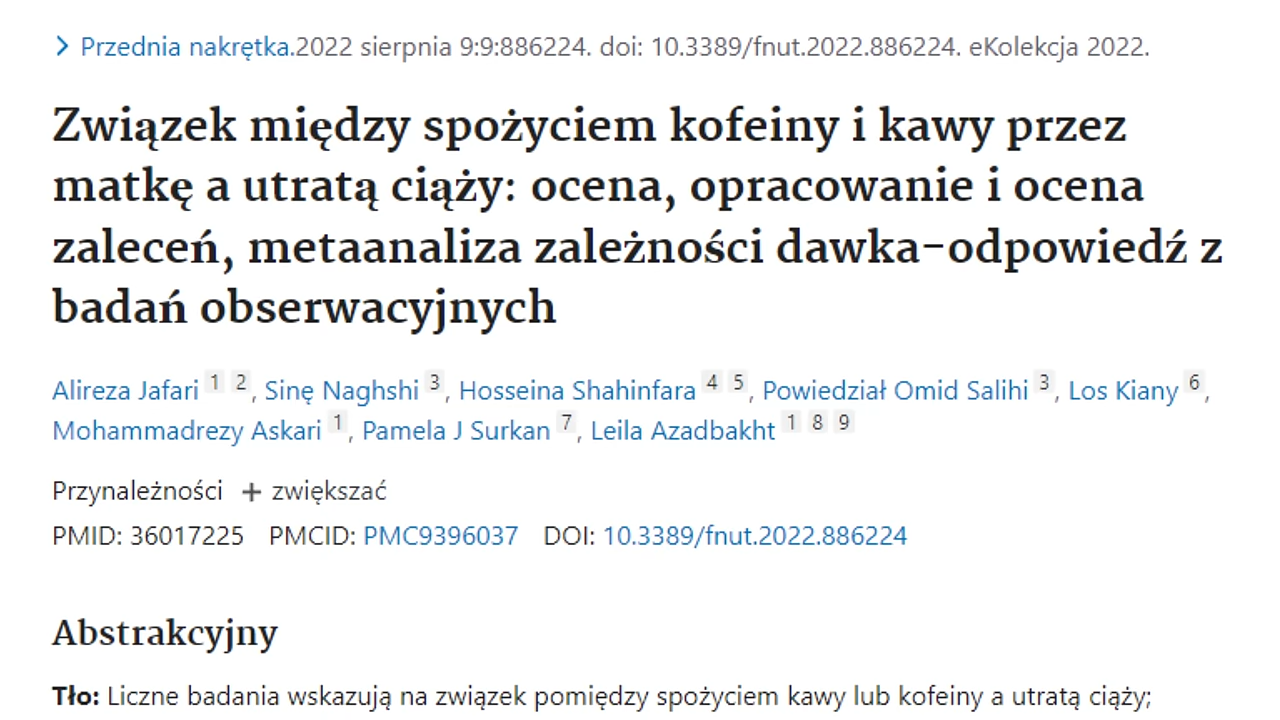 Przednia nakrętka.2022 sierpnia 9:9:886224. doi: 10.3389/fnut.2022.886224. eKolekcja 2022.
Związek między spożyciem kofeiny i kawy przez
matkę a utratą ciąży: ocena, opracowanie i ocena
zaleceń, metaanaliza zależności dawka-odpowiedź z
badań obserwacyjnych
Alireza Jafari 1 2, Sinę Naghshi 3, Hosseina Shahinfara 4 5, Powiedział Omid Salihi 3, Los Kiany 6,
Mohammadrezy Askari 1, Pamela J Surkan 7, Leila Azadbakht 1 8 9
Przynależności + zwiększać
PMID: 36017225 PMCID: PMC9396037 DOI: 10.3389/fnut.2022.886224
Abstrakcyjny
Tło: Liczne badania wskazują na związek pomiędzy spożyciem kawy lub kofeiny a utratą ciąży;